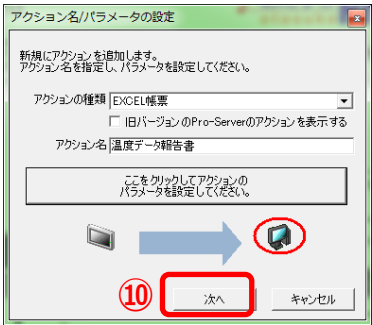 アクション名/パラメータの設定
新規にアクションを追加します。
アクション名を指定し、パラメータを設定してください。
アクションの種類 EXCEL帳票
旧バージョンのPro-Serverのアクションを表示する
アクション名 温度データ報告書
ここをクリックしてアクションの
パラメータを設定してください。
⑩ 次へ キャンセル